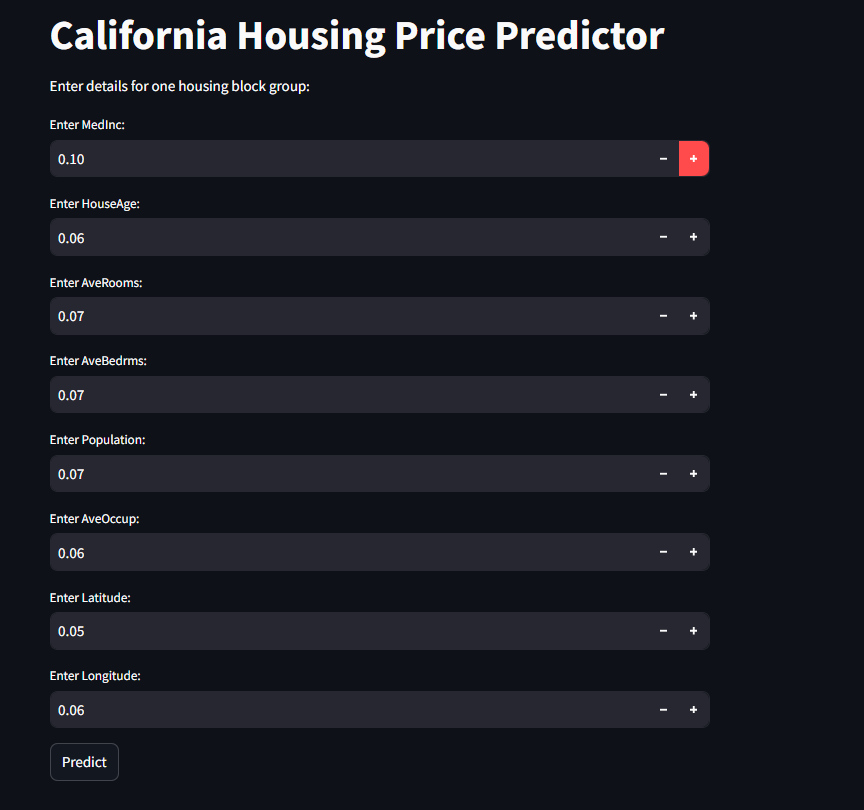 California Housing Price Predictor
Enter details for one housing block group:
Enter MedInc:
0.10 − +
Enter HouseAge:
0.06 − +
Enter AveRooms:
0.07 − +
Enter AveBedrms:
0.07 − +
Enter Population:
0.07 − +
Enter AveOccup:
0.06 − +
Enter Latitude:
0.05 − +
Enter Longitude:
0.06 − +
Predict